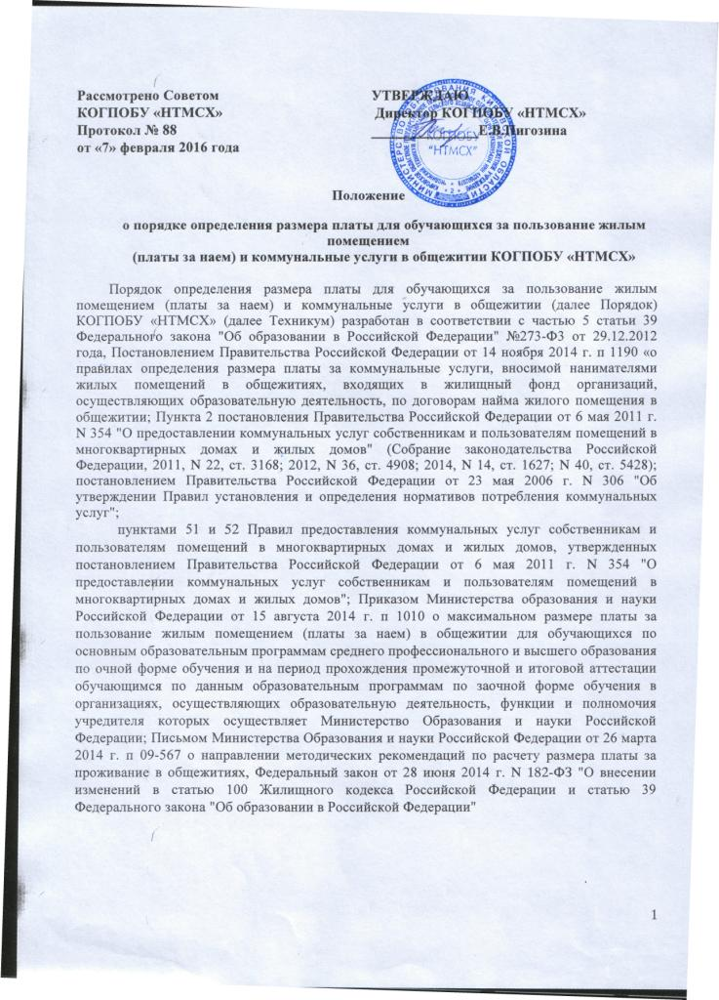 Рассмотрено Советом
КОГПОБУ «НТМСХ»
Протокол № 88
от «7» февраля 2016 года
УТВЕРЖДАЮ
Директор КОГПОБУ «НТМСХ»
Е.В.Пигозина
КОГПОБУ
"НТМСХ"
Положение
о порядке определения размера платы для обучающихся за пользование жилым
помещением
(платы за наем) и коммунальные услуги в общежитии КОГПОБУ «НТМСХ»
Порядок определения размера платы для обучающихся за пользование жилым
помещением (платы за наем) и коммунальные услуги в общежитии (далее Порядок)
КОГПОБУ «НТМСХ» (далее Техникум) разработан в соответствии с частью 5 статьи 39
Федерального закона "Об образовании в Российской Федерации" №273-ФЗ от 29.12.2012
года, Постановлением Правительства Российской Федерации от 14 ноября 2014 г. п 1190 «о
правилах определения размера платы за коммунальные услуги, вносимой нанимателями
жилых помещений в общежитиях, входящих в жилищный фонд организаций,
осуществляющих образовательную деятельность, по договорам найма жилого помещения в
общежитии; Пункта 2 постановления Правительства Российской Федерации от 6 мая 2011 г.
N 354 "О предоставлении коммунальных услуг собственникам и пользователям помещений в
многоквартирных домах и жилых домов" (Собрание законодательства Российской
Федерации, 2011, N 22, ст. 3168; 2012, N 36, ст. 4908; 2014, N 14, ст. 1627; N 40, ст. 5428);
постановлением Правительства Российской Федерации от 23 мая 2006 г. N 306 "Об
утверждении Правил установления и определения нормативов потребления коммунальных
услуг";
пунктами 51 и 52 Правил предоставления коммунальных услуг собственникам и
пользователям помещений в многоквартирных домах и жилых домов, утвержденных
постановлением Правительства Российской Федерации от 6 мая 2011 г. N 354 "О
предоставлении коммунальных услуг собственникам и пользователям помещений в
многоквартирных домах и жилых домов"; Приказом Министерства образования и науки
Российской Федерации от 15 августа 2014 г. п 1010 о максимальном размере платы за
пользование жилым помещением (платы за наем) в общежитии для обучающихся по
основным образовательным программам среднего профессионального и высшего образования
по очной форме обучения и на период прохождения промежуточной и итоговой аттестации
обучающимся по данным образовательным программам по заочной форме обучения в
организациях, осуществляющих образовательную деятельность, функции и полномочия
учредителя которых осуществляет Министерство Образования и науки Российской
Федерации; Письмом Министерства Образования и науки Российской Федерации от 26 марта
2014 г. п 09-567 о направлении методических рекомендаций по расчету размера платы за
проживание в общежитиях, Федеральный закон от 28 июня 2014 г. N 182-ФЗ "О внесении
изменений в статью 100 Жилищного кодекса Российской Федерации и статью 39
Федерального закона "Об образовании в Российской Федерации"
1